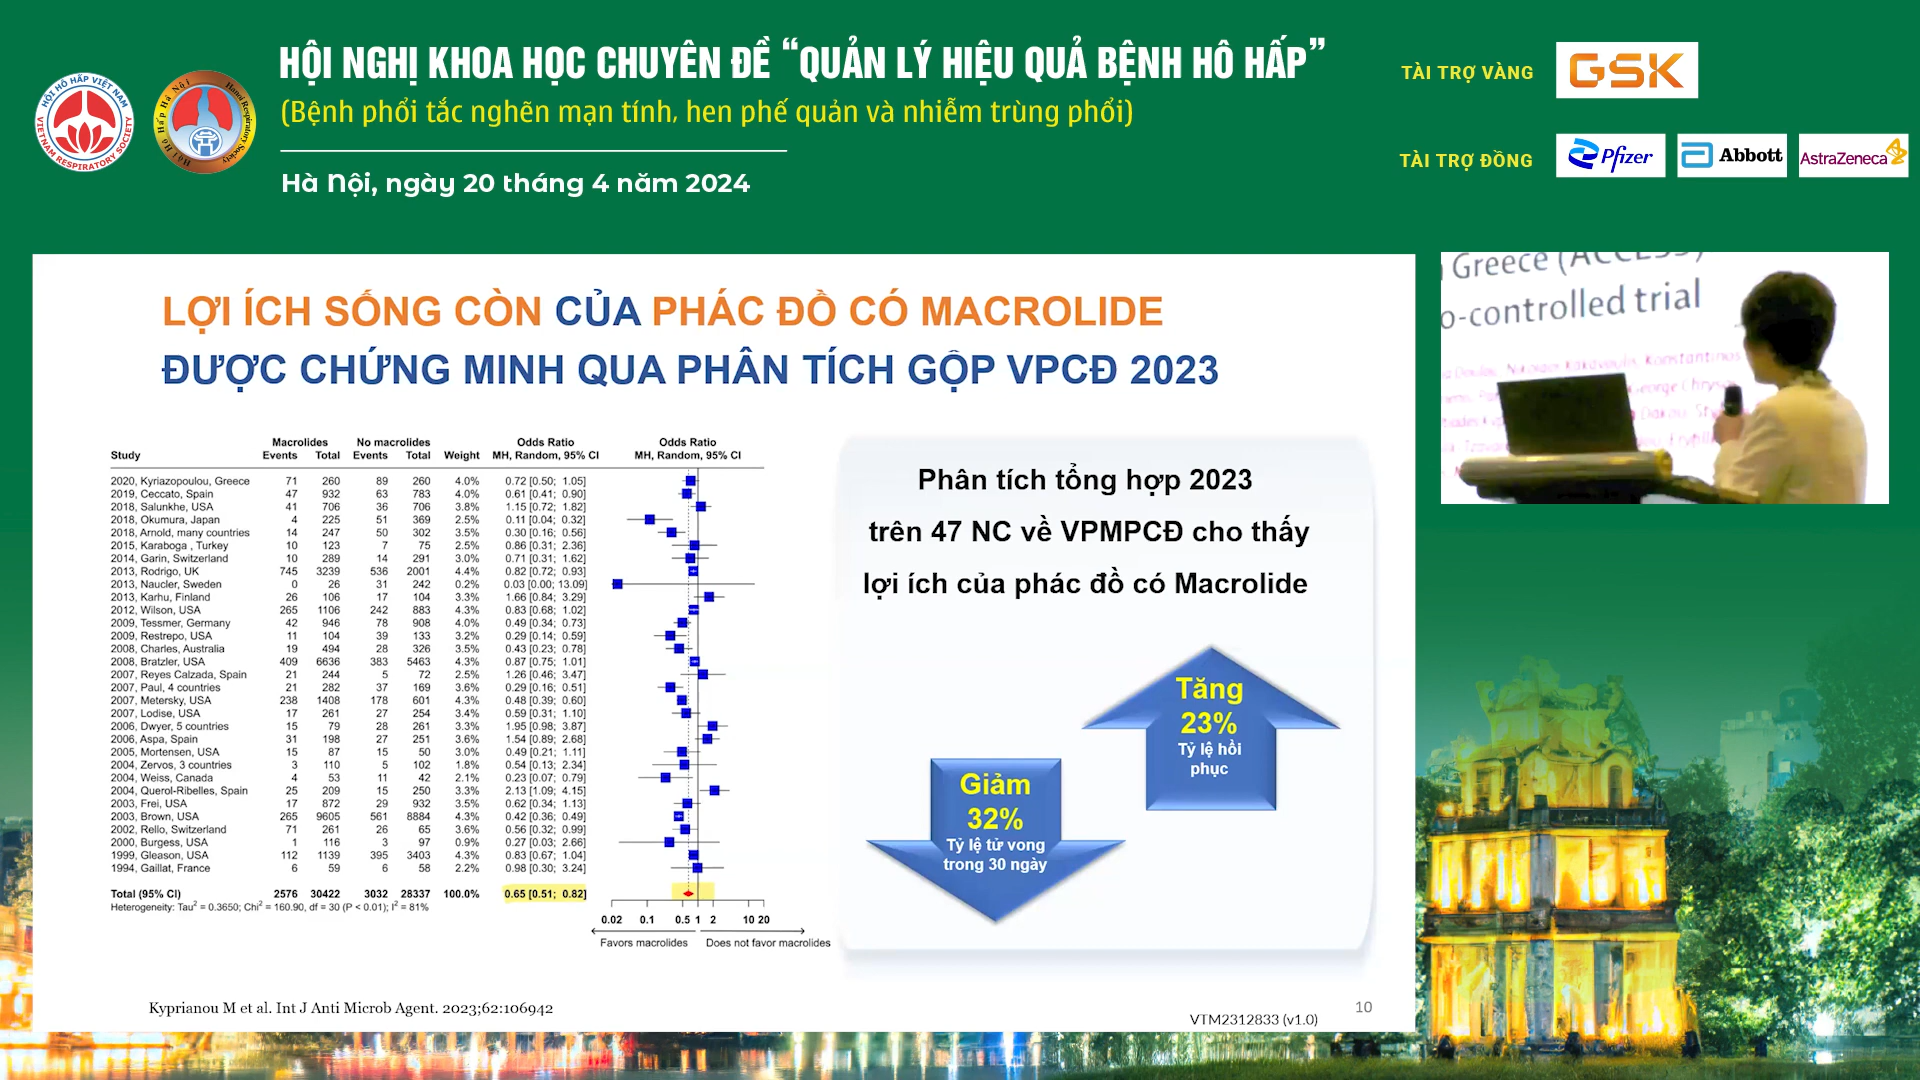 HỘI NGHỊ KHOA HỌC CHUYÊN ĐỀ “QUẢN LÝ HIỆU QUẢ BỆNH HÔ HẤP”
(Bệnh phổi tắc nghẽn mạn tính, hen phế quản và nhiễm trùng phổi)
Hà Nội, ngày 20 tháng 4 năm 2024
HỘI HÔ HẤP VIỆT NAM
VIETNAM RESPIRATORY SOCIETY
Hội Hô Hấp Hà Nội
Hanoi Respiratory Society
TÀI TRỢ VÀNG
GSK
TÀI TRỢ ĐỒNG
Pfizer
Abbott
AstraZeneca
LỢI ÍCH SỐNG CÒN CỦA PHÁC ĐỒ CÓ MACROLIDE
ĐƯỢC CHỨNG MINH QUA PHÂN TÍCH GỘP VPCĐ 2023
Macrolides No macrolides Odds Ratio Odds Ratio
Study Events Total Events Total Weight MH, Random, 95% CI MH, Random, 95% CI
2020, Kyriazopoulou, Greece 71 260 89 260 4.0% 0.72 [0.50; 1.05]
2019, Ceccato, Spain 47 932 63 783 4.0% 0.61 [0.41; 0.90]
2018, Salunkhe, USA 41 706 36 706 3.8% 1.15 [0.72; 1.82]
2018, Okumura, Japan 4 225 51 369 2.5% 0.11 [0.04; 0.32]
2018, Arnold, many countries 14 247 50 302 3.5% 0.30 [0.16; 0.56]
2015, Karaboga , Turkey 10 123 7 75 2.5% 0.86 [0.31; 2.36]
2014, Garin, Switzerland 10 289 14 291 3.0% 0.71 [0.31; 1.62]
2013, Rodrigo, UK 745 3239 536 2001 4.4% 0.82 [0.72; 0.93]
2013, Naucler, Sweden 0 26 31 242 0.2% 0.03 [0.00; 13.09]
2013, Karhu, Finland 26 106 17 104 3.4% 1.66 [0.84; 3.29]
2012, Wilson, USA 265 1106 242 883 4.3% 0.83 [0.68; 1.02]
2009, Tessmer, Germany 42 946 78 908 4.0% 0.49 [0.34; 0.73]
2009, Restrepo, USA 11 104 39 133 3.2% 0.29 [0.14; 0.59]
2008, Charles, Australia 19 494 28 326 3.5% 0.43 [0.23; 0.78]
2008, Bratzler, USA 409 6636 383 5463 4.3% 0.87 [0.75; 1.01]
2007, Reyes Calzada, Spain 21 244 5 72 2.5% 1.26 [0.46; 3.47]
2007, Paul, 4 countries 21 282 37 169 3.6% 0.29 [0.16; 0.51]
2007, Metersky, USA 238 1408 178 601 4.3% 0.48 [0.39; 0.60]
2007, Lodise, USA 17 261 27 254 3.4% 0.59 [0.31; 1.10]
2006, Dwyer, 5 countries 15 79 28 261 3.3% 1.95 [0.98; 3.87]
2006, Aspa, Spain 31 198 27 251 3.6% 1.54 [0.89; 2.68]
2005, Mortensen, USA 15 87 15 50 3.0% 0.49 [0.21; 1.11]
2004, Zervos, 3 countries 3 110 5 102 1.8% 0.54 [0.13; 2.34]
2004, Weiss, Canada 4 53 11 42 2.1% 0.23 [0.07; 0.79]
2004, Querol-Ribelles, Spain 25 209 15 250 3.4% 2.13 [1.09; 4.15]
2003, Frei, USA 17 872 29 932 3.5% 0.62 [0.34; 1.13]
2003, Brown, USA 265 9605 561 8884 4.3% 0.42 [0.36; 0.49]
2002, Rello, Switzerland 71 261 26 65 3.6% 0.56 [0.32; 0.99]
2000, Burgess, USA 1 116 3 97 0.9% 0.27 [0.03; 2.66]
1999, Gleason, USA 112 1139 395 3403 4.2% 0.83 [0.67; 1.04]
1994, Gaillat, France 6 59 6 58 2.2% 0.98 [0.30; 3.24]
Total (95% CI) 2576 30422 3032 28337 100.0% 0.65 [0.51; 0.82]
Heterogeneity: Tau² = 0.3650; Chi² = 160.90, df = 30 (P < 0.01); I² = 81%
0.02 0.1 0.5 1 2 10 20
Favors macrolides Does not favor macrolides
Phân tích tổng hợp 2023
trên 47 NC về VPMPCĐ cho thấy
lợi ích của phác đồ có Macrolide
Tăng
23%
Tỷ lệ hồi
phục
Giảm
32%
Tỷ lệ tử vong
trong 30 ngày
Kyprianou M et al. Int J Anti Microb Agent. 2023;62:106942
10
VTM2312833 (v1.0)
Greece (ACCESS)
o-controlled trial